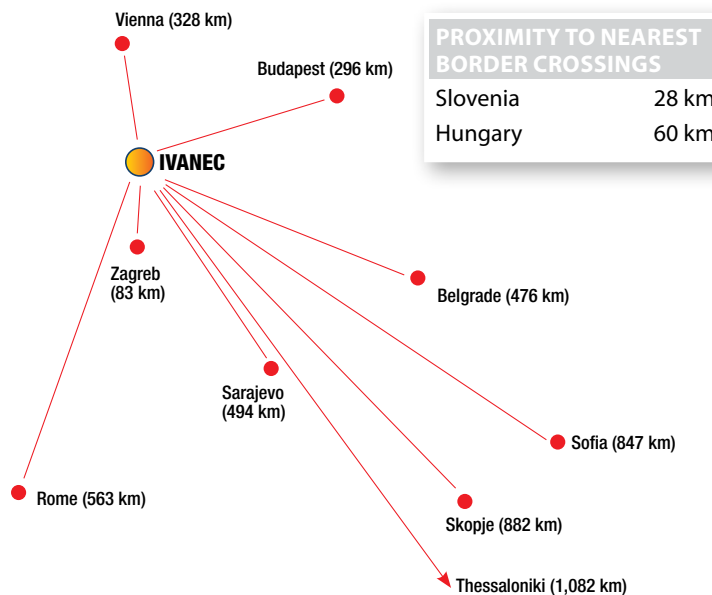 Vienna (328 km)
PROXIMITY TO NEAREST
BORDER CROSSINGS
Slovenia 28 km
Hungary 60 km
Budapest (296 km)
IVANEC
Zagreb
(83 km)
Belgrade (476 km)
Sarajevo
(494 km)
Sofia (847 km)
Rome (563 km)
Skopje (882 km)
Thessaloniki (1,082 km)